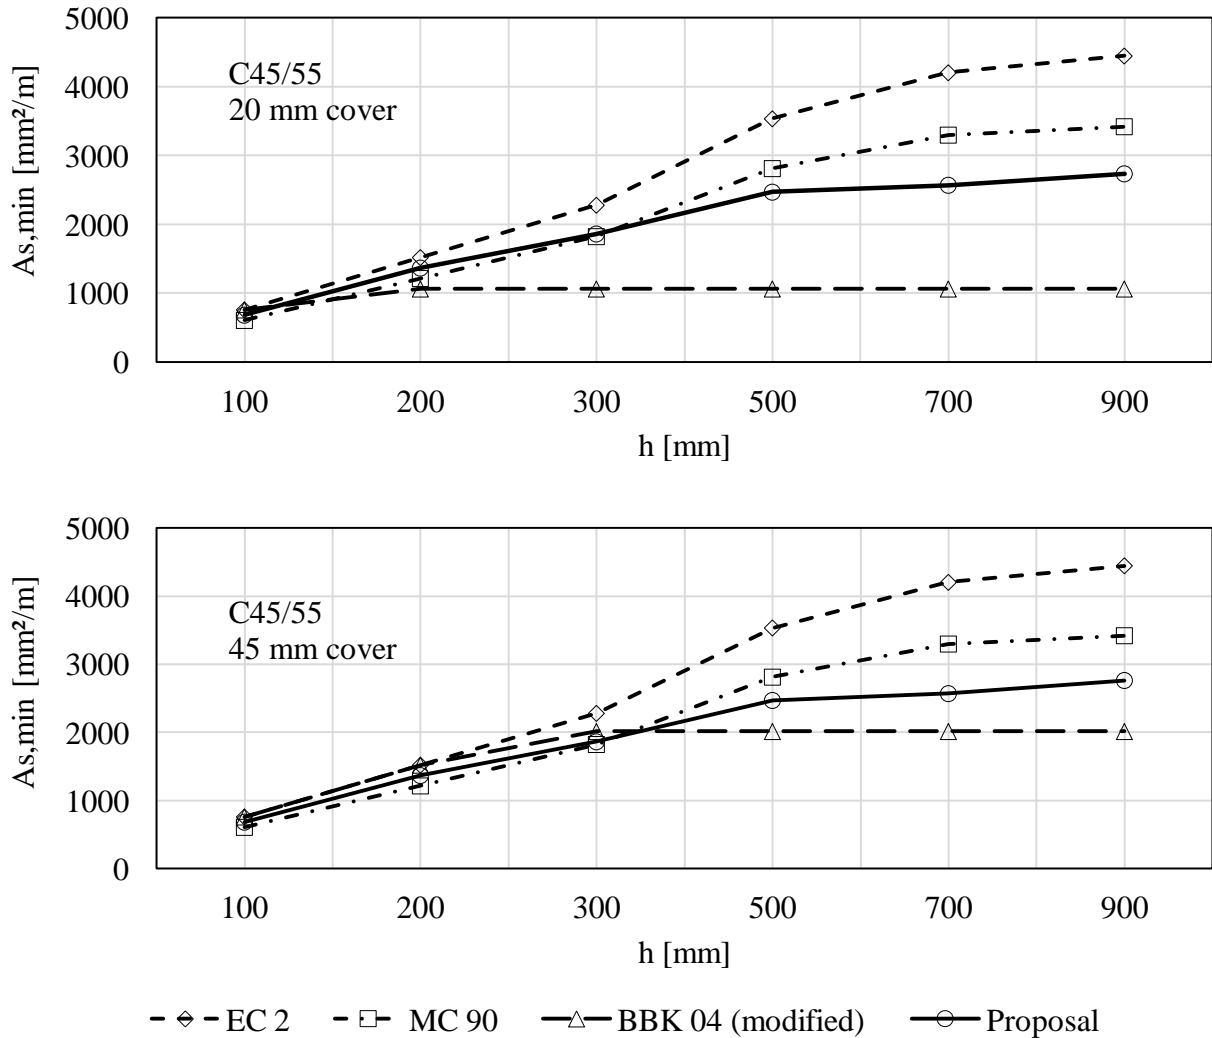 5000
4000
3000
2000
1000
0
As,min [mm²/m]
C45/55
20 mm cover
100 200 300 500 700 900
h [mm]
5000
4000
3000
2000
1000
0
As,min [mm²/m]
C45/55
45 mm cover
100 200 300 500 700 900
h [mm]
EC 2 MC 90 BBK 04 (modified) Proposal